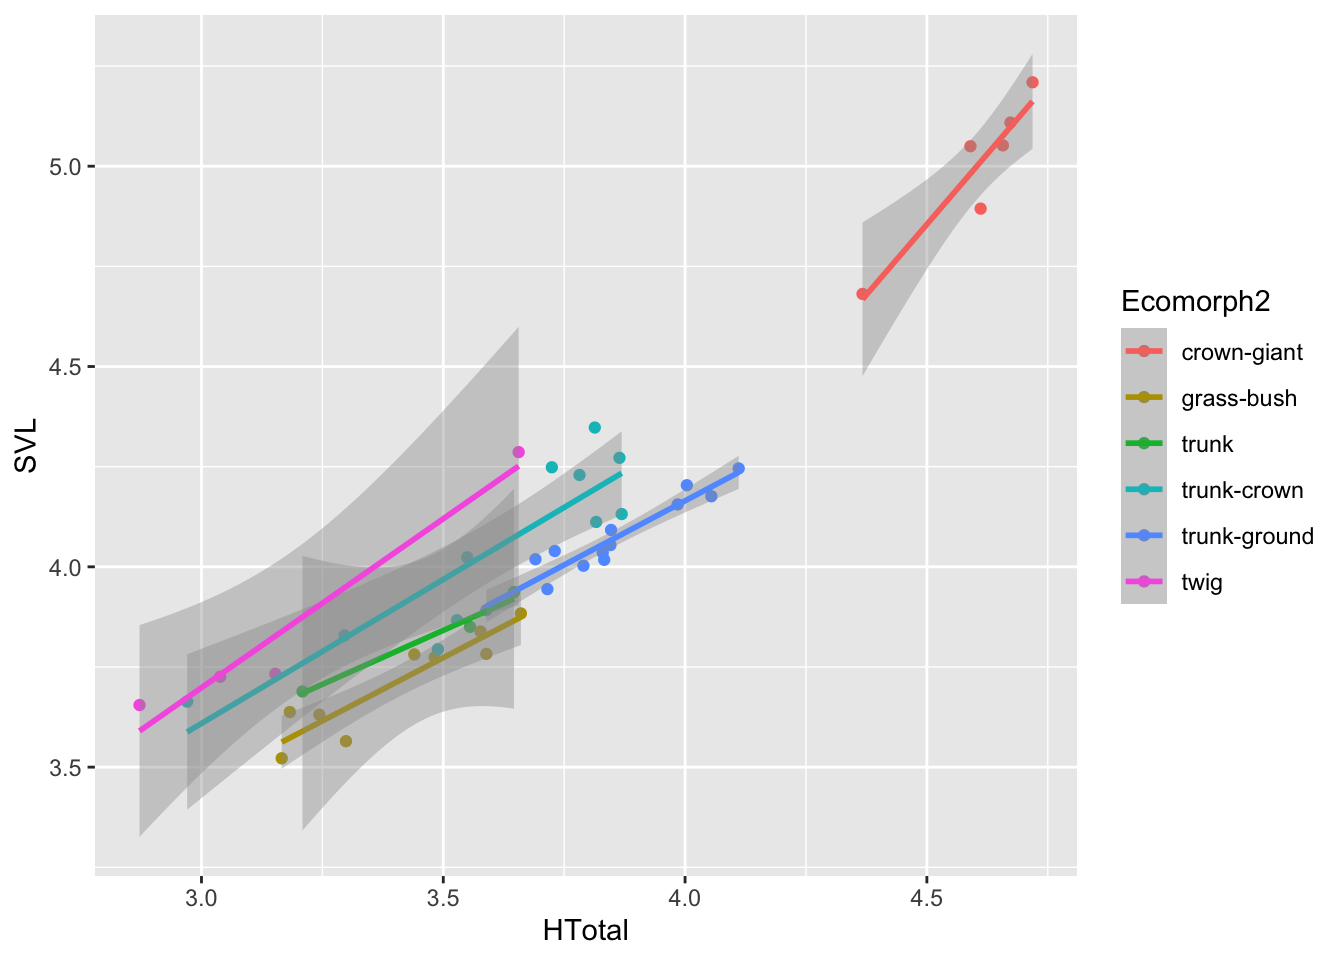 5.0
4.5
4.0
3.5
SVL
3.0 3.5 4.0 4.5
HTotal
Ecomorph2
crown-giant
grass-bush
trunk
trunk-crown
trunk-ground
twig